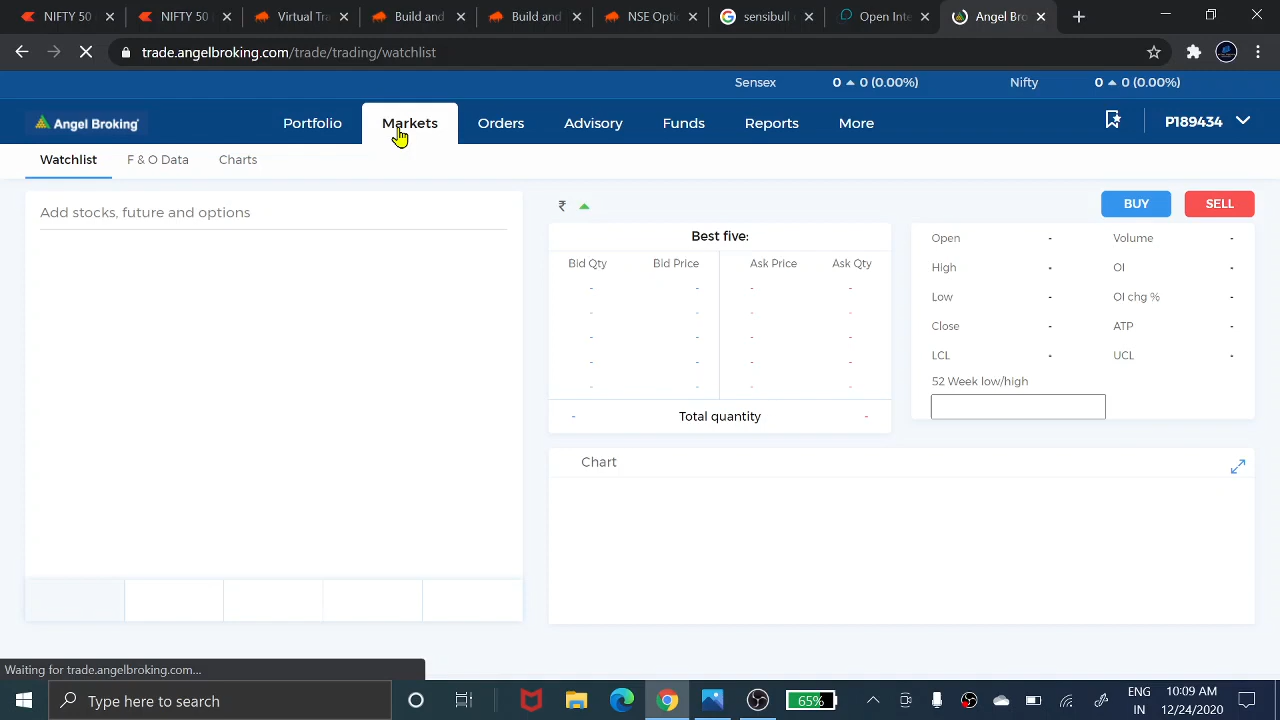 NIFTY 50
NIFTY 50
Virtual Tra
Build and
Build and
NSE Optio
sensibull
Open Inte
Angel Bro
trade.angelbroking.com/trade/trading/watchlist
Sensex 0 0 (0.00%) Nifty 0 0 (0.00%)
Angel Broking
Portfolio Markets Orders Advisory Funds Reports More P189434
Watchlist F & O Data Charts
Add stocks, future and options
₹
BUY SELL
Best five:
Bid Qty Bid Price Ask Price Ask Qty
- - - -
- - - -
- - - -
- - - -
- - - -
- Total quantity -
Open - Volume -
High - OI -
Low - OI chg % -
Close - ATP -
LCL - UCL -
52 Week low/high
Chart
Waiting for trade.angelbroking.com...
Type here to search
65%
ENG
IN
10:09 AM
12/24/2020